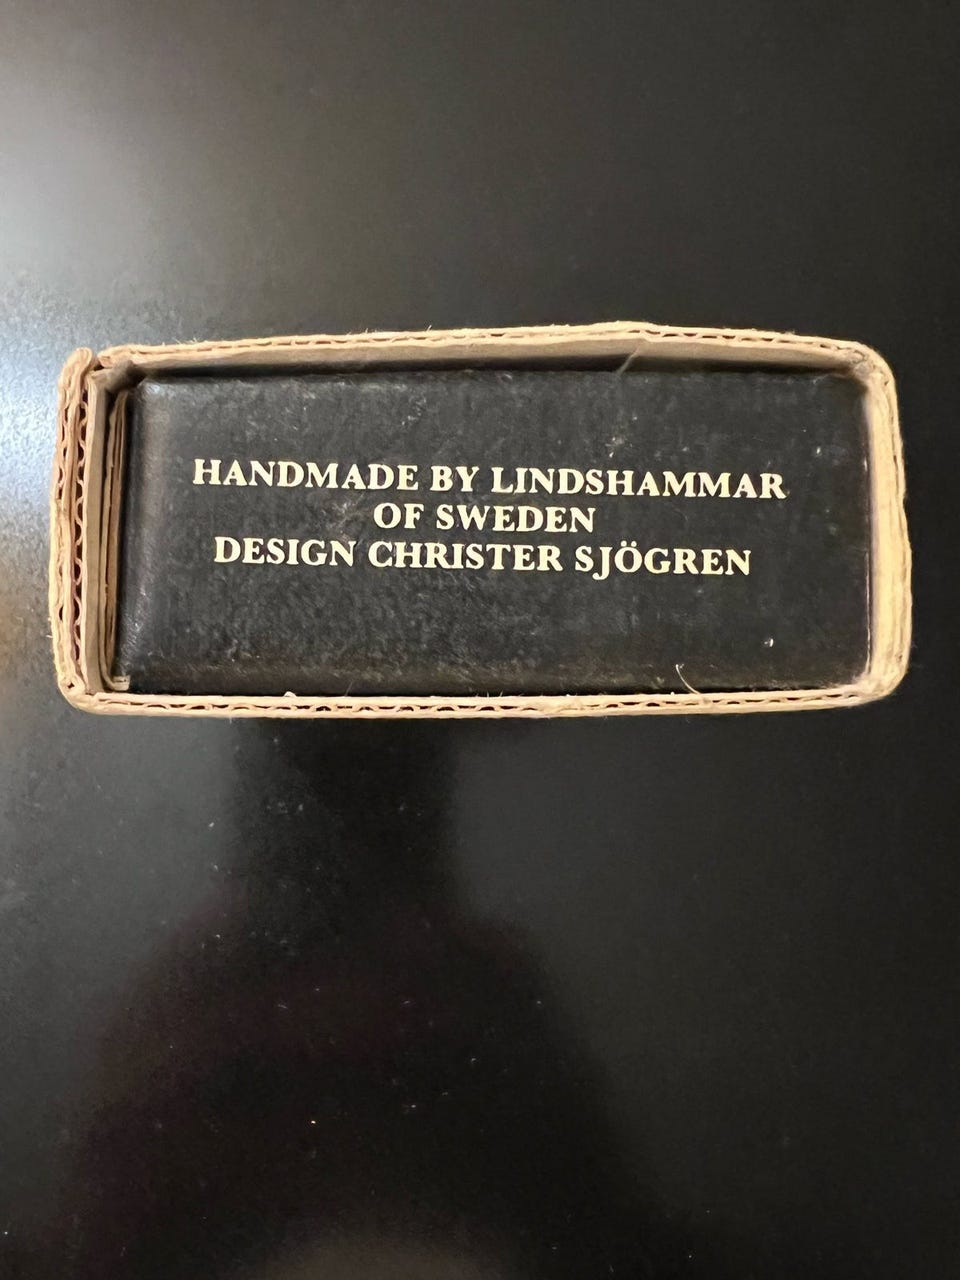 HANDMADE BY LINDSHAMMAR
OF SWEDEN
DESIGN CHRISTER SJÖGREN